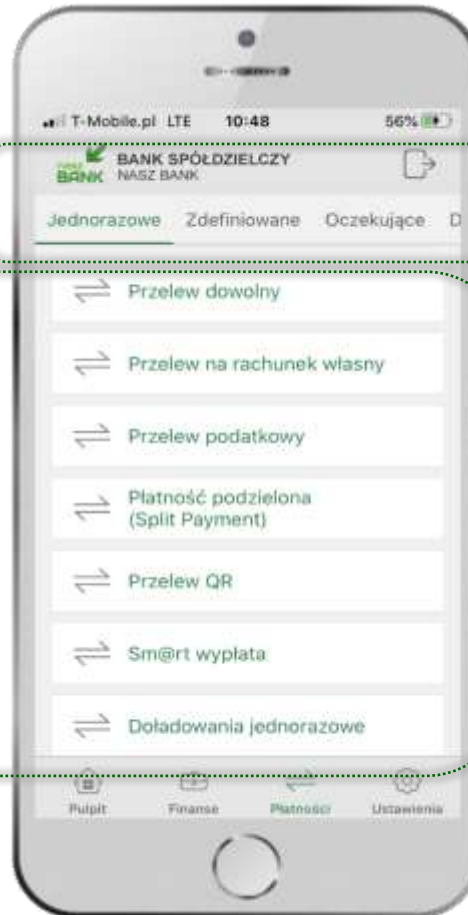 T-Mobile.pl LTE 10:48 56%
nasz BANK BANK SPÓŁDZIELCZY
NASZ BANK
Jednorazowe Zdefiniowane Oczekujące D
Przelew dowolny
Przelew na rachunek własny
Przelew podatkowy
Płatność podzielona
(Split Payment)
Przelew QR
Sm@rt wypłata
Doładowania jednorazowe
Pulpit Finanse Płatności Ustawienia